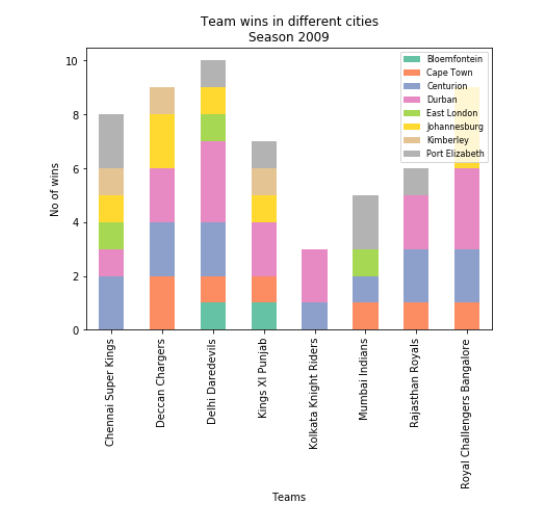 Team wins in different cities
Season 2009
No of wins
10
8
6
4
2
0
Bloemfontein
Cape Town
Centurion
Durban
East London
Johannesburg
Kimberley
Port Elizabeth
Chennai Super Kings
Deccan Chargers
Delhi Daredevils
Kings XI Punjab
Kolkata Knight Riders
Mumbai Indians
Rajasthan Royals
Royal Challengers Bangalore
Teams